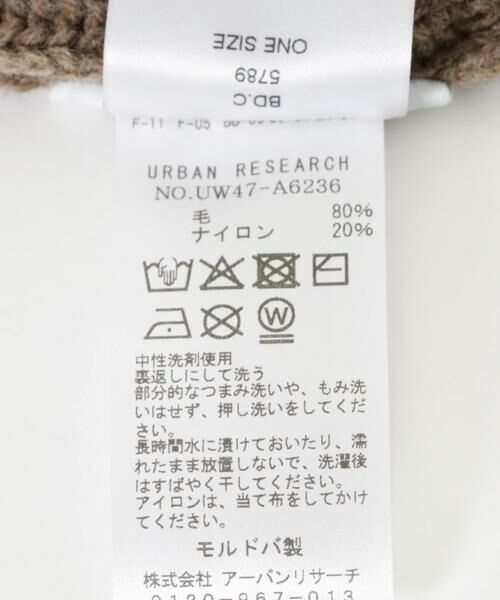 ONE SIZE
5789
BD.C
F-11 F-05
URBAN RESEARCH
NO.UW47-A6236
毛 80%
ナイロン 20%
W
中性洗剤使用
裏返しにして洗う
部分的なつまみ洗いや、もみ洗
いはせず、押し洗いをしてくだ
さい。
長時間水に漬けておいたり、濡
れたまま放置しないで、洗濯後
はすばやく干してください。
アイロンは、当て布をしてかけ
てください。
モルドバ製
株式会社 アーバンリサーチ
0120-967-013